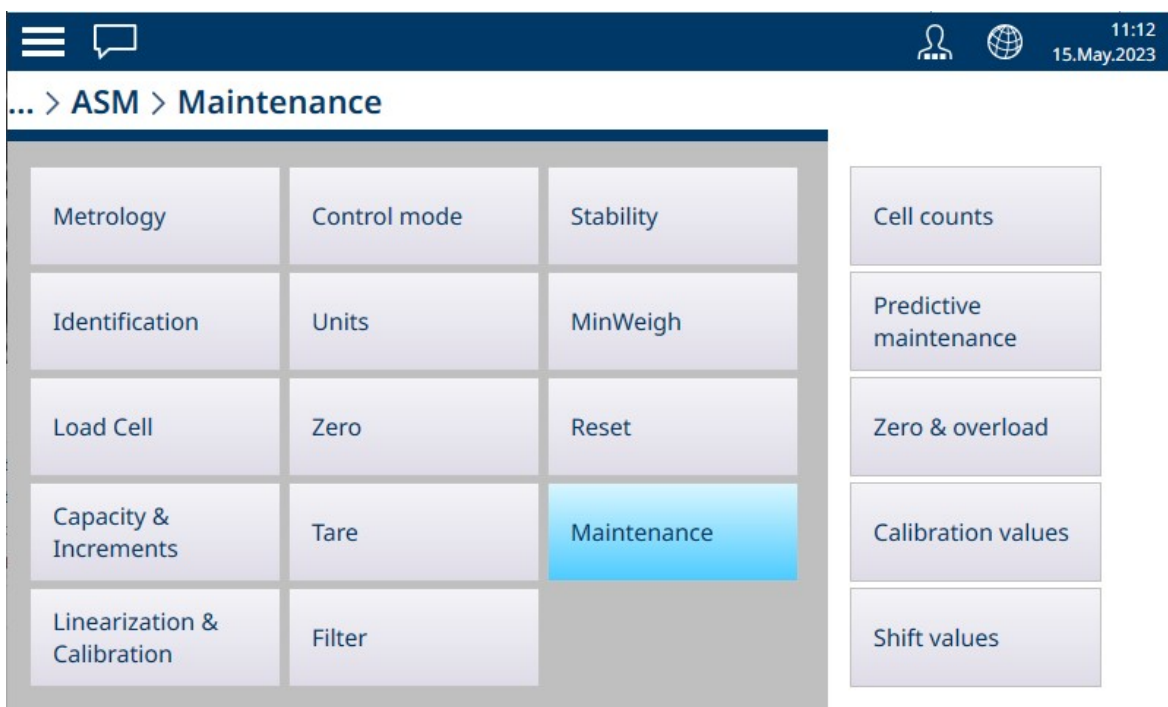 11:12
15.May.2023
... > ASM > Maintenance
Metrology
Control mode
Stability
Cell counts
Identification
Units
MinWeigh
Predictive
maintenance
Load Cell
Zero
Reset
Zero & overload
Capacity &
Increments
Tare
Maintenance
Calibration values
Linearization &
Calibration
Filter
Shift values